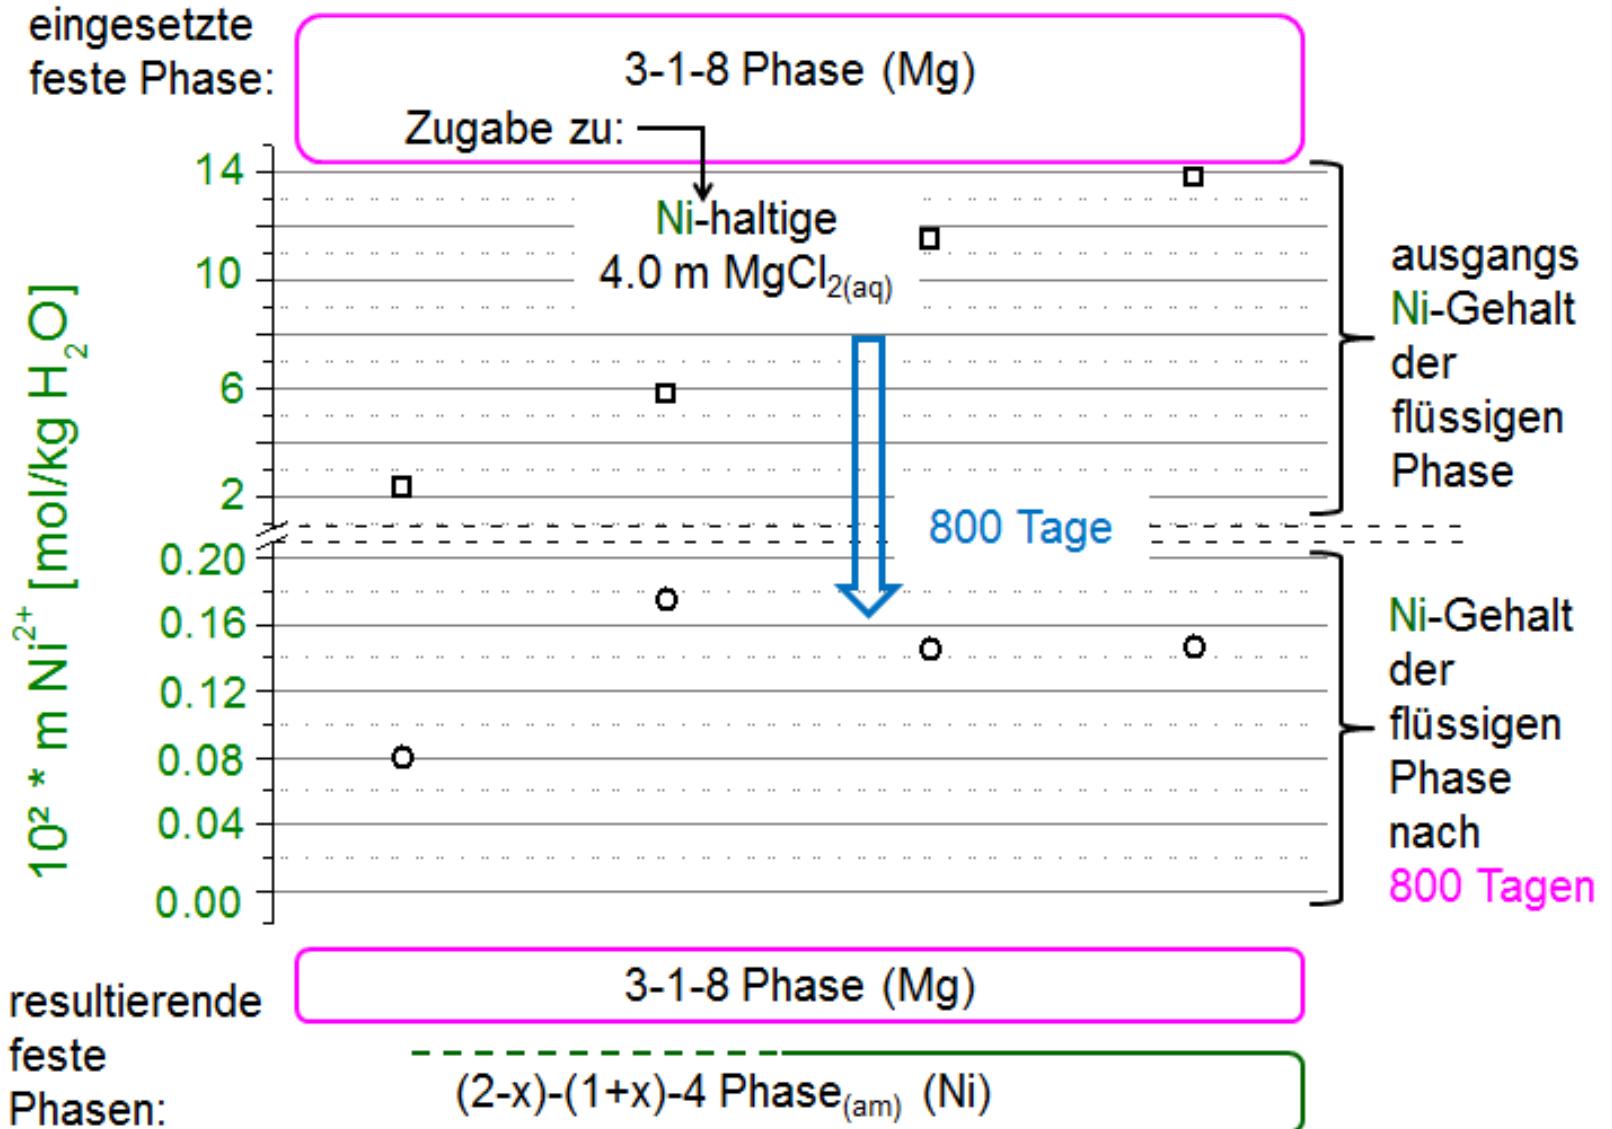 eingesetzte
feste Phase:
3-1-8 Phase (Mg)
Zugabe zu:
Ni-haltige
4.0 m MgCl2(aq)
14
10
6
2
0.20
0.16
0.12
0.08
0.04
0.00
10² * m Ni²⁺ [mol/kg H₂O]
800 Tage
ausgangs
Ni-Gehalt
der
flüssigen
Phase
Ni-Gehalt
der
flüssigen
Phase
nach
800 Tagen
resultierende
feste
Phasen:
3-1-8 Phase (Mg)
(2-x)-(1+x)-4 Phase(am) (Ni)